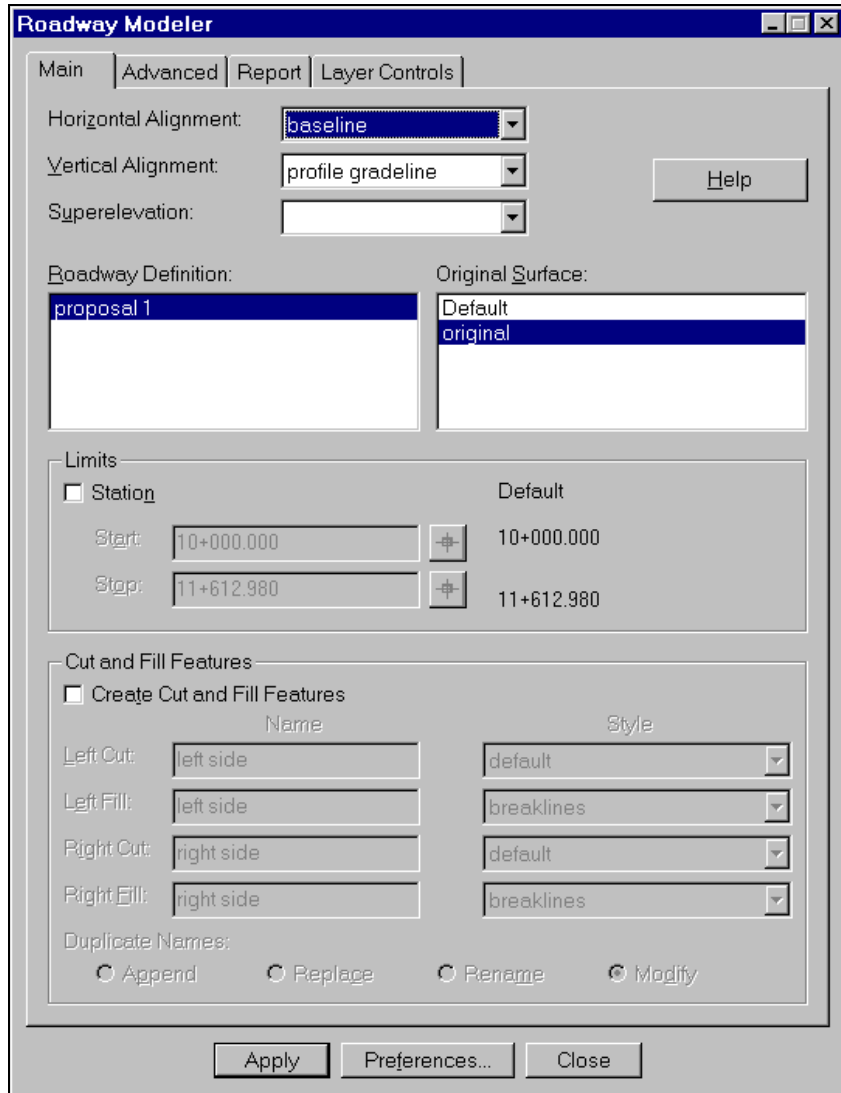 Roadway Modeler
Main Advanced Report Layer Controls
Horizontal Alignment: baseline
Vertical Alignment: profile gradeline
Help
Superelevation:
Roadway Definition: Original Surface:
proposal 1 Default
original
Limits
Station Default
Start: 10+000.000 10+000.000
Stop: 11+612.980 11+612.980
Cut and Fill Features
Create Cut and Fill Features
Name Style
Left Cut: left side default
Left Fill: left side breaklines
Right Cut: right side default
Right Fill: right side breaklines
Duplicate Names:
Append Replace Rename Modify
Apply Preferences... Close